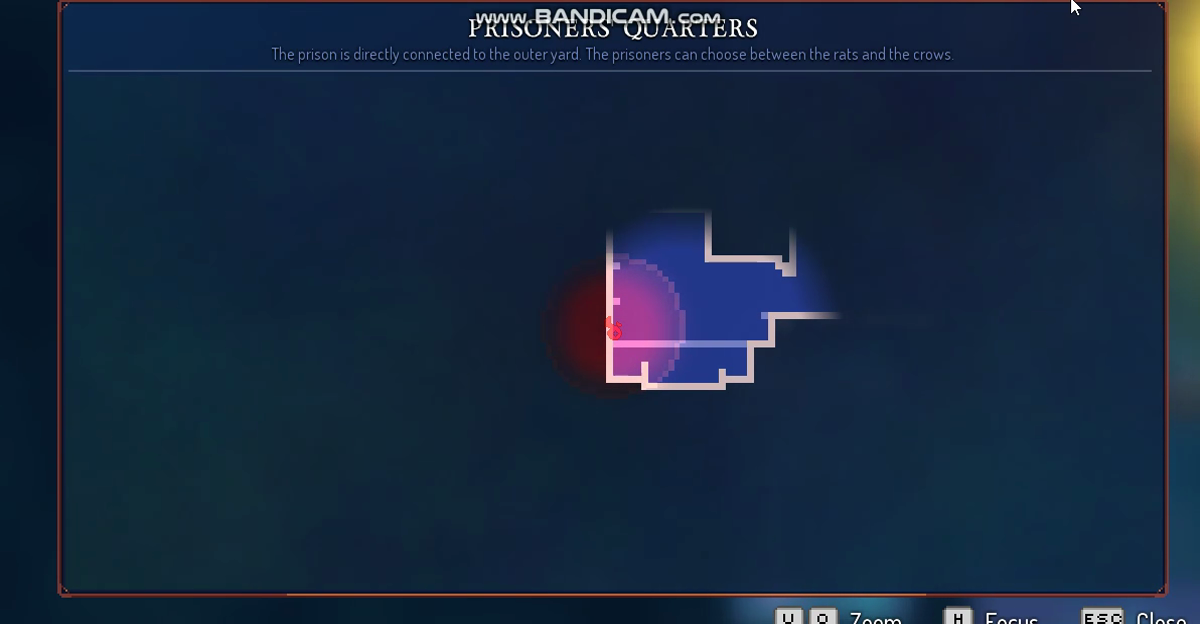 www.BANDICAM.com
PRISONERS' QUARTERS
The prison is directly connected to the outer yard. The prisoners can choose between the rats and the crows.
Zoom H Focus ESC Close